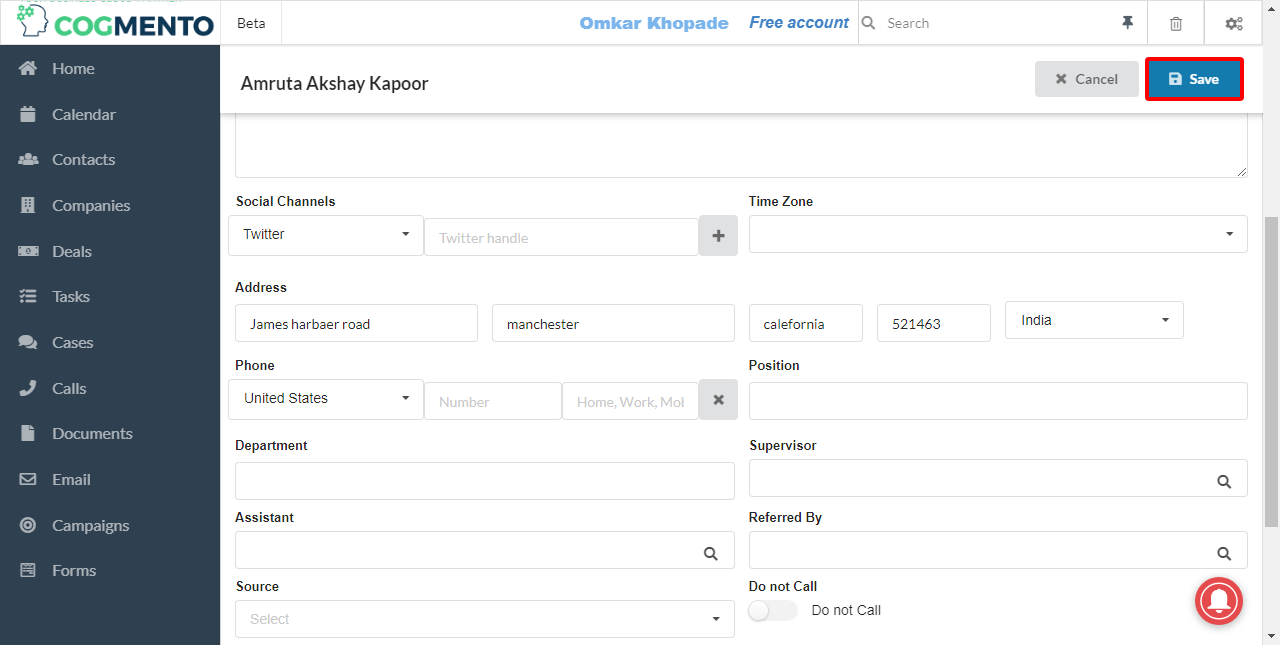 COGMENTO
Beta
Omkar Khopade
Free account
Search
Home
Calendar
Contacts
Companies
Deals
Tasks
Cases
Calls
Documents
Email
Campaigns
Forms
Amruta Akshay Kapoor
Cancel
Save
Social Channels
Time Zone
Twitter
Twitter handle
Address
James harbaer road
manchester
calefornia
521463
India
Phone
Position
United States
Number
Home, Work, Mol
Department
Supervisor
Assistant
Referred By
Source
Do not Call
Select
Do not Call